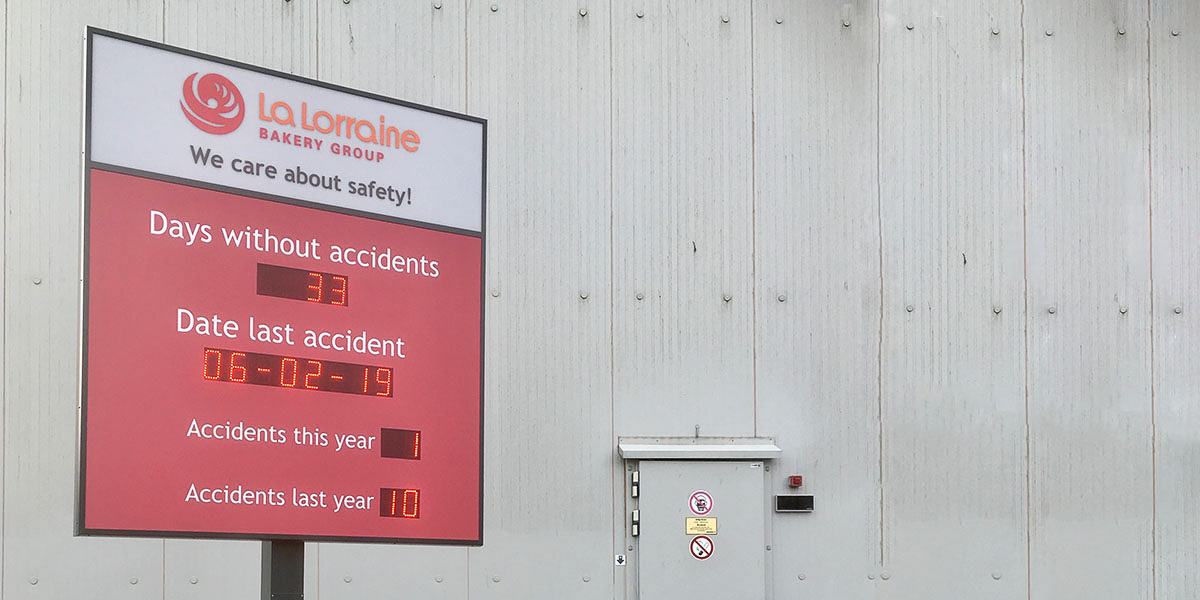 La Lorraine
BAKERY GROUP
We care about safety!
Days without accidents
33
Date last accident
06-02-19
Accidents this year 1
Accidents last year 10